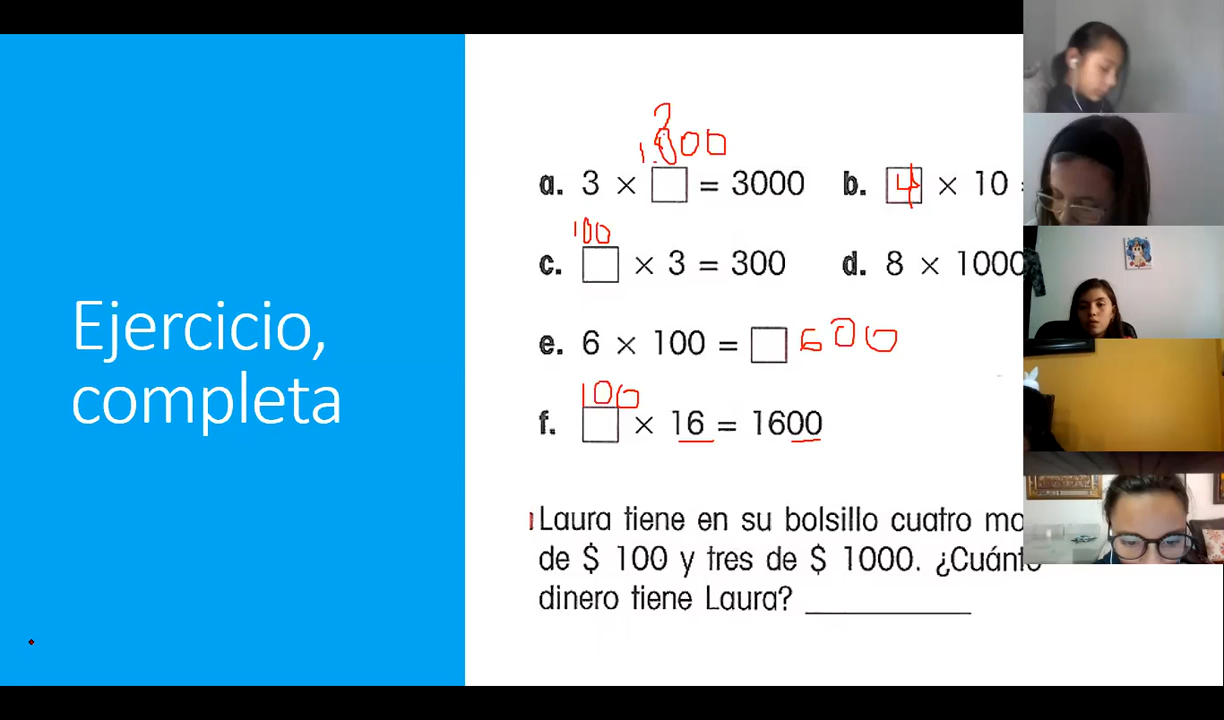 Ejercicio,
completa
1.000
a. 3 × □ = 3000 b. 4 × 10
100
c. □ × 3 = 300 d. 8 × 1000
e. 6 × 100 = □ 600
100
f. □ × 16 = 1600
Laura tiene en su bolsillo cuatro mo
de $ 100 y tres de $ 1000. ¿Cuánto
dinero tiene Laura? __________